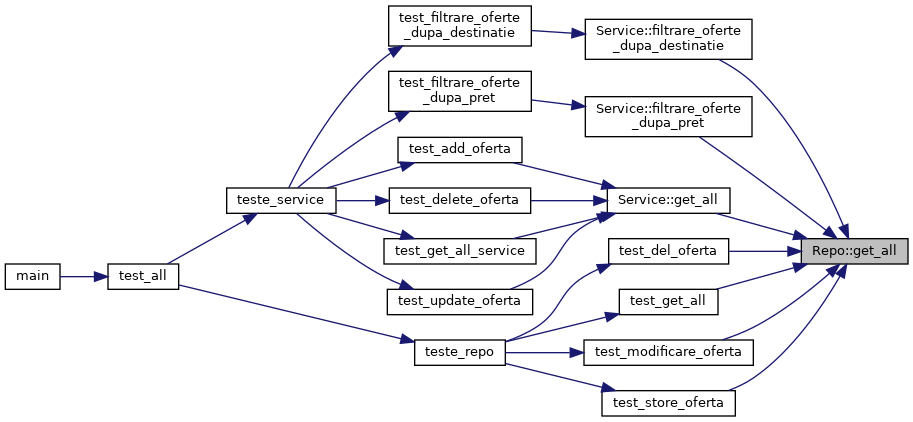 test_filtrare_oferte
_dupa_destinatie
Service::filtrare_oferte
_dupa_destinatie
test_filtrare_oferte
_dupa_pret
Service::filtrare_oferte
_dupa_pret
test_add_oferta
teste_service
test_delete_oferta
Service::get_all
test_get_all_service
test_del_oferta
Repo::get_all
main
test_all
test_update_oferta
test_get_all
teste_repo
test_modificare_oferta
test_store_oferta